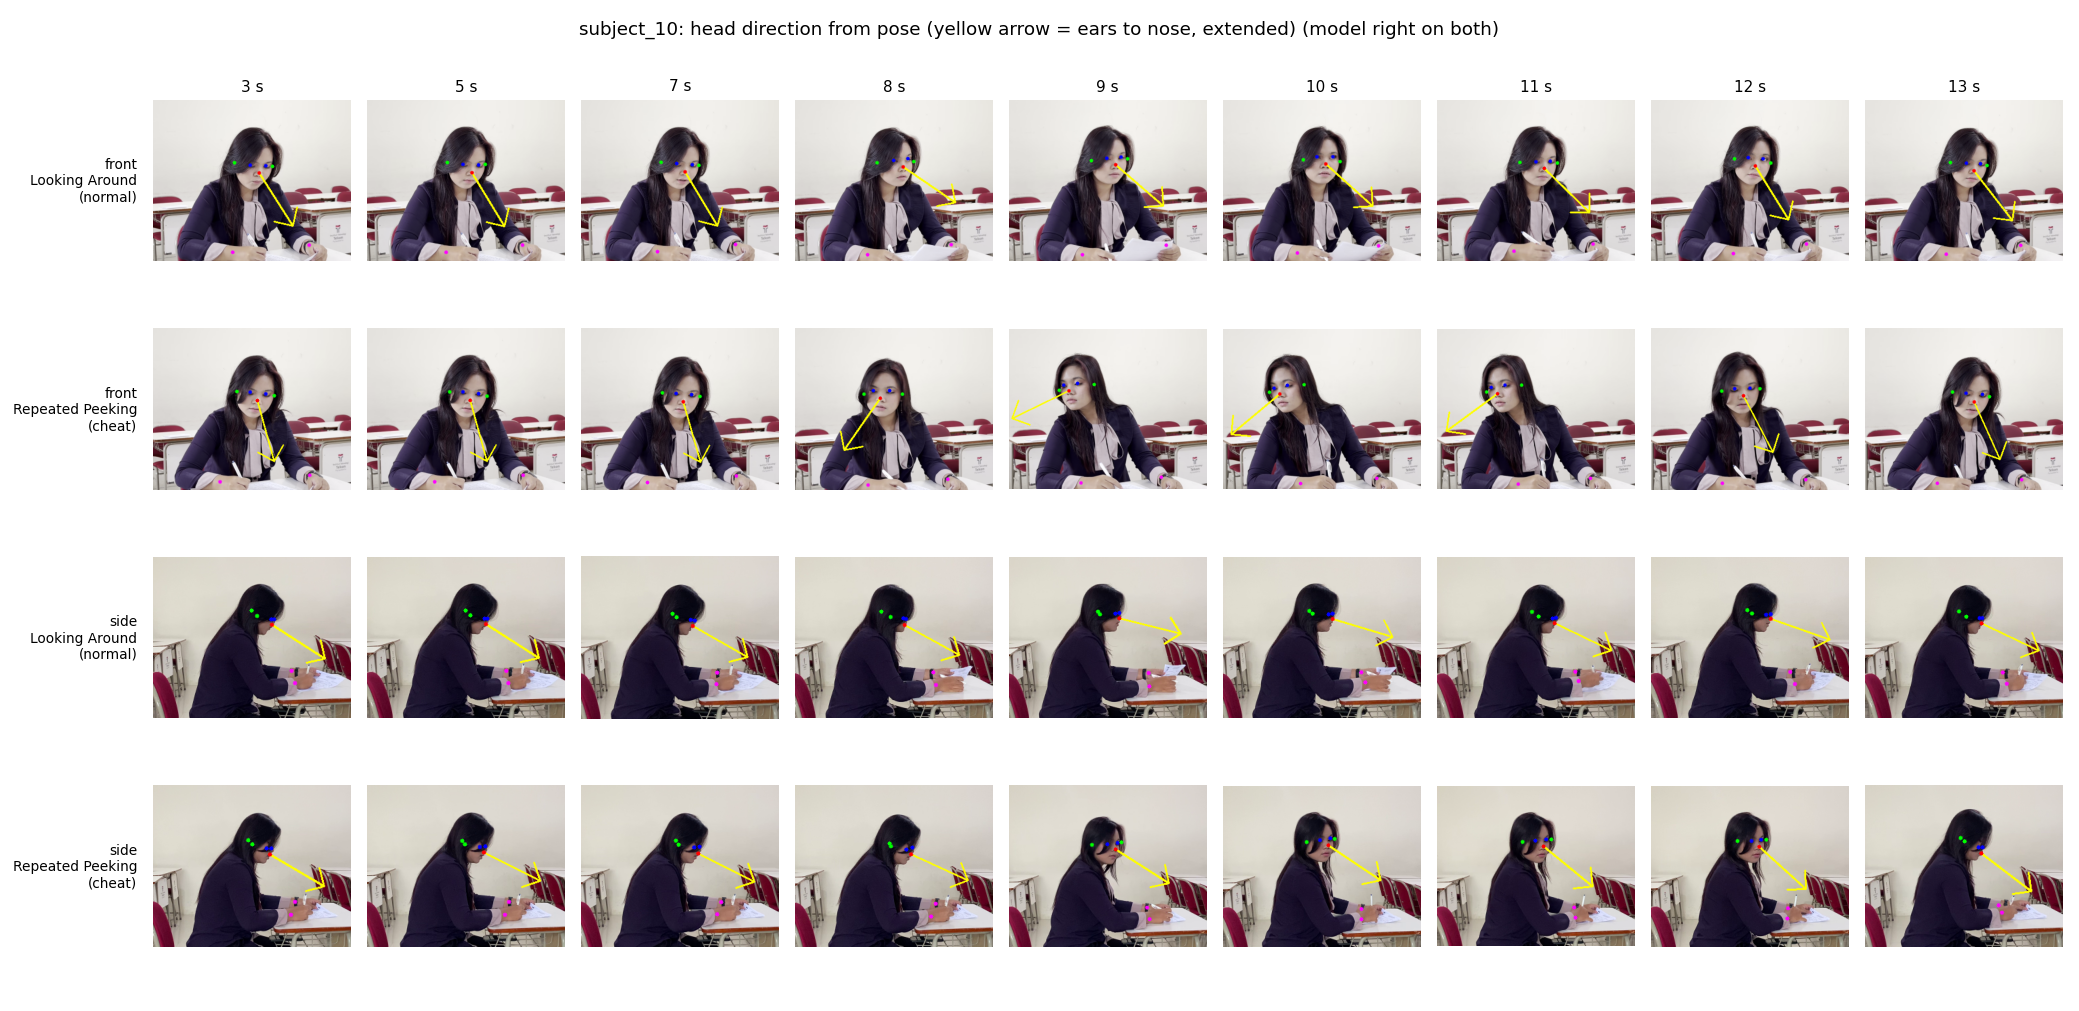 subject_10: head direction from pose (yellow arrow = ears to nose, extended) (model right on both)
3 s 5 s 7 s 8 s 9 s 10 s 11 s 12 s 13 s
front
Looking Around
(normal)
front
Repeated Peeking
(cheat)
side
Looking Around
(normal)
side
Repeated Peeking
(cheat)